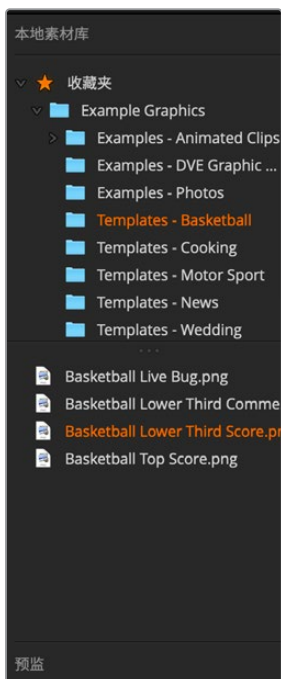 本地素材库
收藏夹
Example Graphics
Examples - Animated Clips
Examples - DVE Graphic ...
Examples - Photos
Templates - Basketball
Templates - Cooking
Templates - Motor Sport
Templates - News
Templates - Wedding
Basketball Live Bug.png
Basketball Lower Third Comme
Basketball Lower Third Score.pr
Basketball Top Score.png
预监